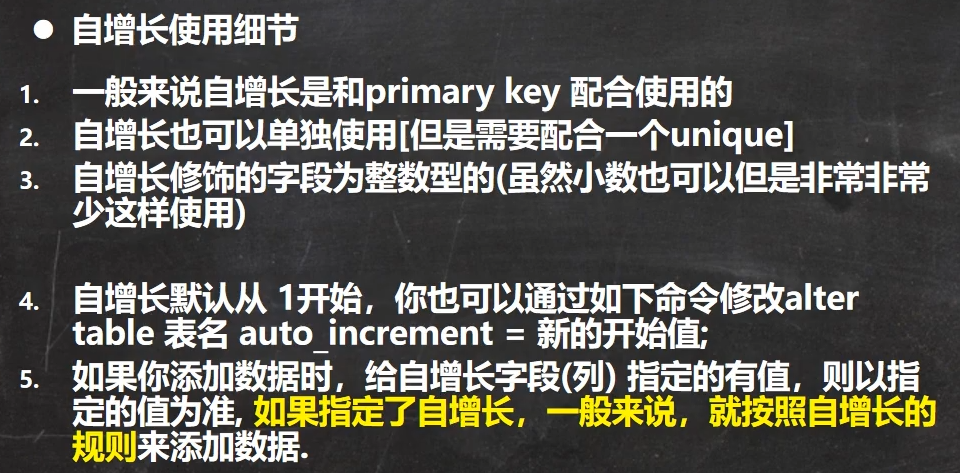 ● 自增长使用细节
1. 一般来说自增长是和primary key 配合使用的
2. 自增长也可以单独使用[但是需要配合一个unique]
3. 自增长修饰的字段为整数型的(虽然小数也可以但是非常非常
少这样使用)
4. 自增长默认从 1开始，你也可以通过如下命令修改alter
table 表名 auto_increment = 新的开始值;
5. 如果你添加数据时，给自增长字段(列) 指定的有值，则以指
定的值为准, 如果指定了自增长，一般来说，就按照自增长的
规则来添加数据.